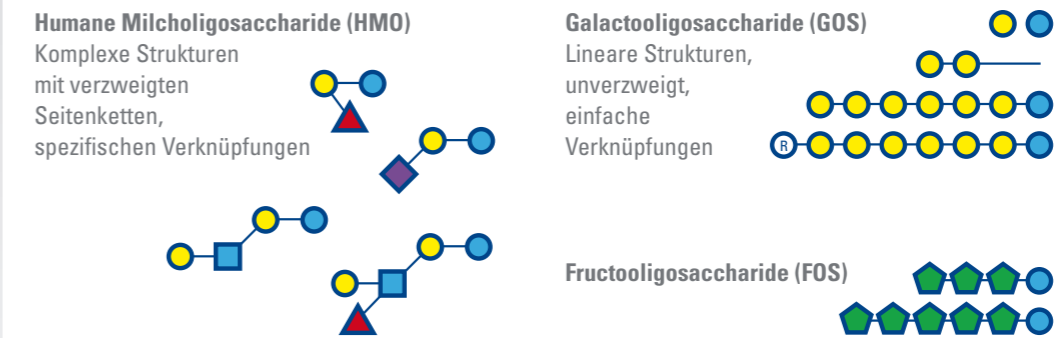 Humane Milcholigosaccharide (HMO)
Komplexe Strukturen
mit verzweigten
Seitenketten,
spezifischen Verknüpfungen
Galactooligosaccharide (GOS)
Lineare Strukturen,
unverzweigt,
einfache
Verknüpfungen
R
Fructooligosaccharide (FOS)